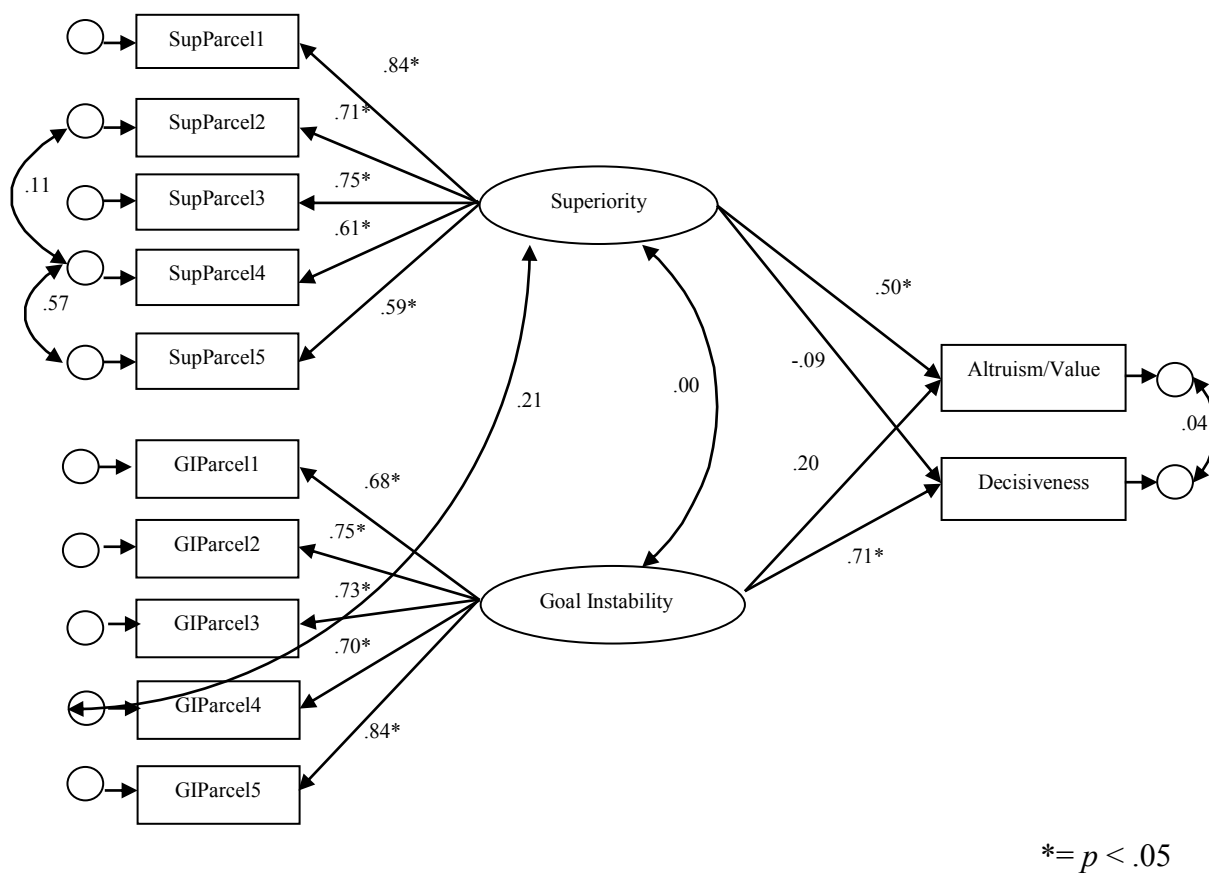 SupParcel1
.84*
SupParcel2
.71*
.11
SupParcel3
.75*
Superiority
SupParcel4
.61*
.57
.59*
SupParcel5
.50*
-.09
Altruism/Value
.21
.00
.04
GIParcel1
.68*
.20
Decisiveness
GIParcel2
.75*
.71*
GIParcel3
.73*
Goal Instability
GIParcel4
.70*
.84*
GIParcel5
*= p < .05